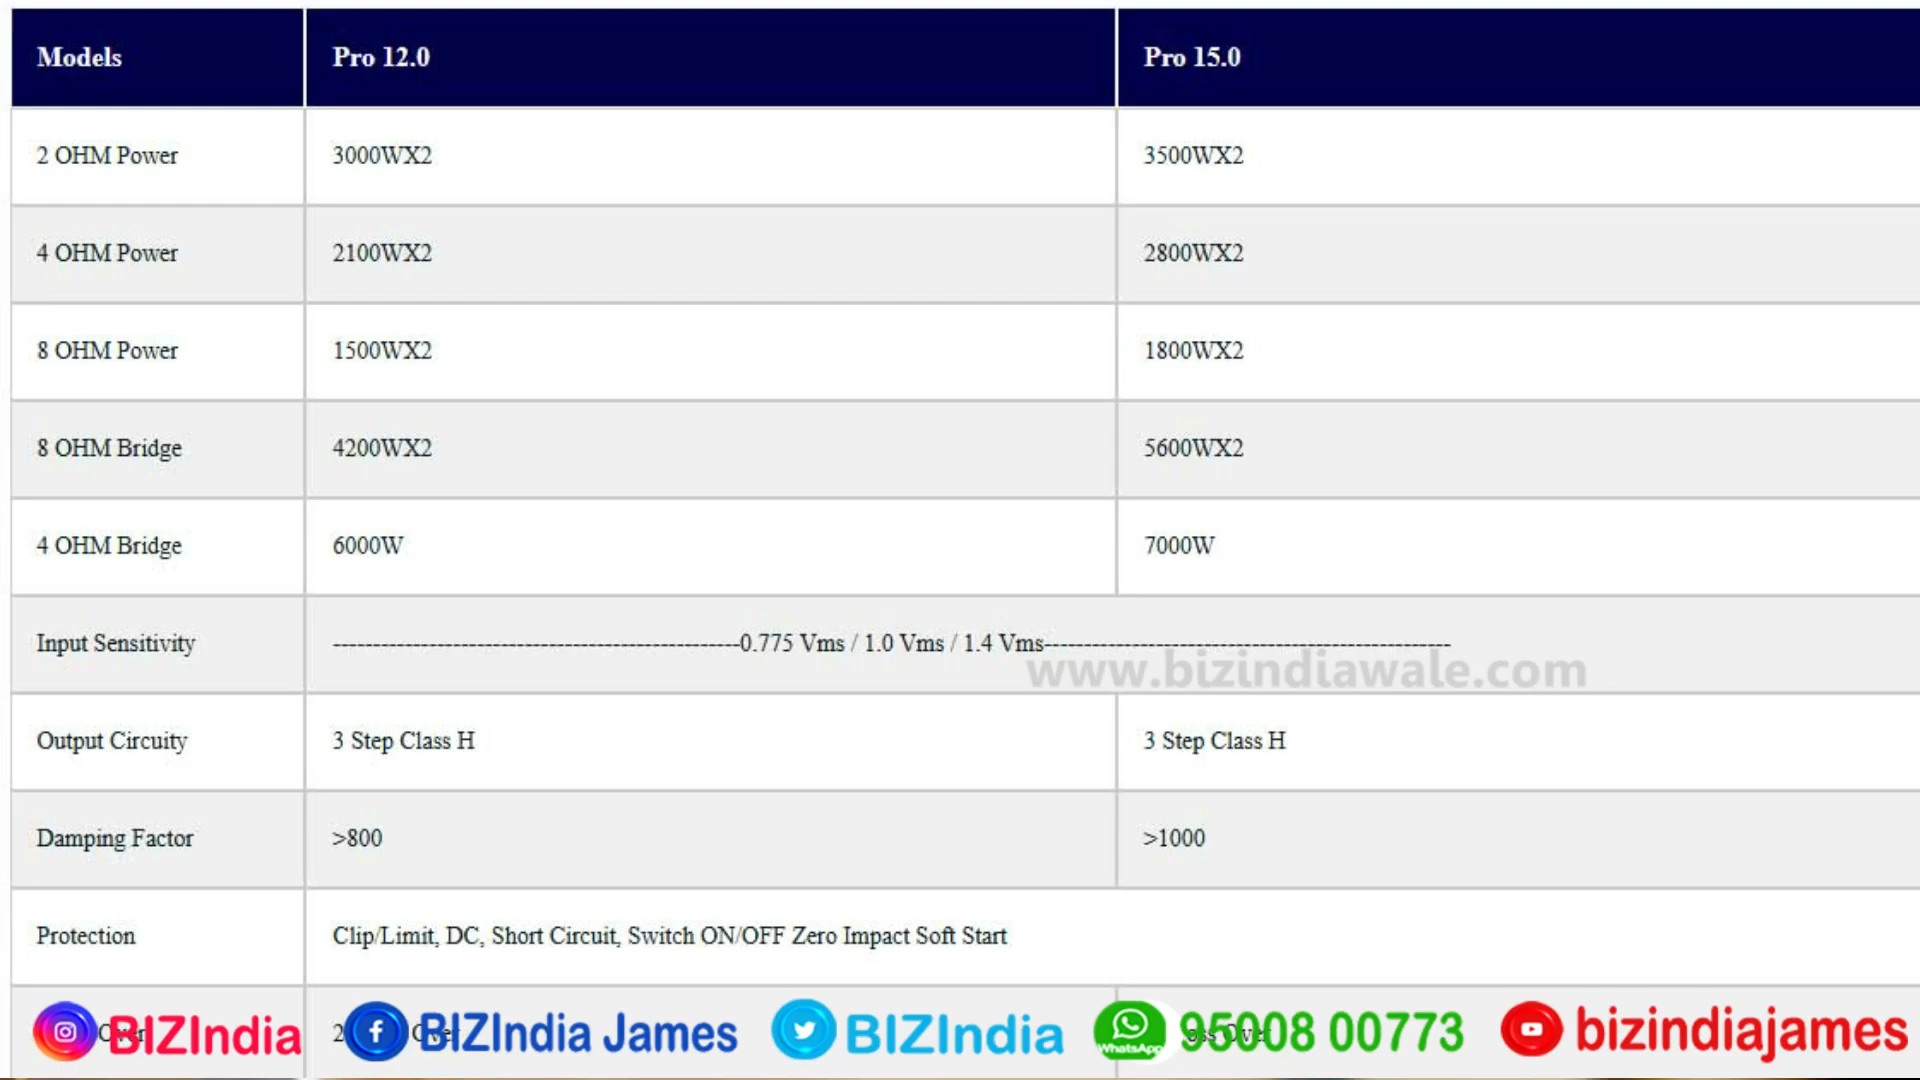 Models Pro 12.0 Pro 15.0
2 OHM Power 3000WX2 3500WX2
4 OHM Power 2100WX2 2800WX2
8 OHM Power 1500WX2 1800WX2
8 OHM Bridge 4200WX2 5600WX2
4 OHM Bridge 6000W 7000W
Input Sensitivity ---------------------------------------------------0.775 Vms / 1.0 Vms / 1.4 Vms---------------------------------------------------
www.bizindiawale.com
Output Circuity 3 Step Class H 3 Step Class H
Damping Factor >800 >1000
Protection Clip/Limit, DC, Short Circuit, Switch ON/OFF Zero Impact Soft Start
BIZIndia BIZIndia James BIZIndia WhatsApp 95008 00773 bizindiajames